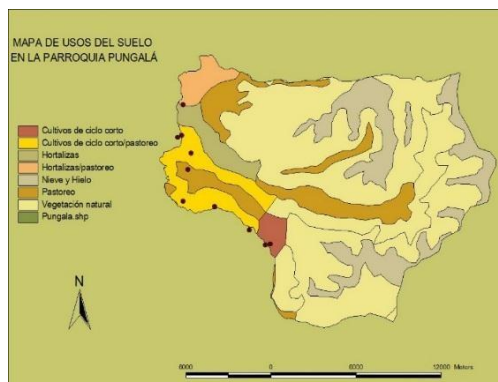 MAPA DE USOS DEL SUELO
EN LA PARROQUIA PUNGALÁ
Cultivos de ciclo corto
Cultivos de ciclo corto/pastoreo
Hortalizas
Hortalizas/pastoreo
Nieve y Hielo
Pastoreo
Vegetación natural
Pungala.shp
N
6000 0 6000 12000 Meters